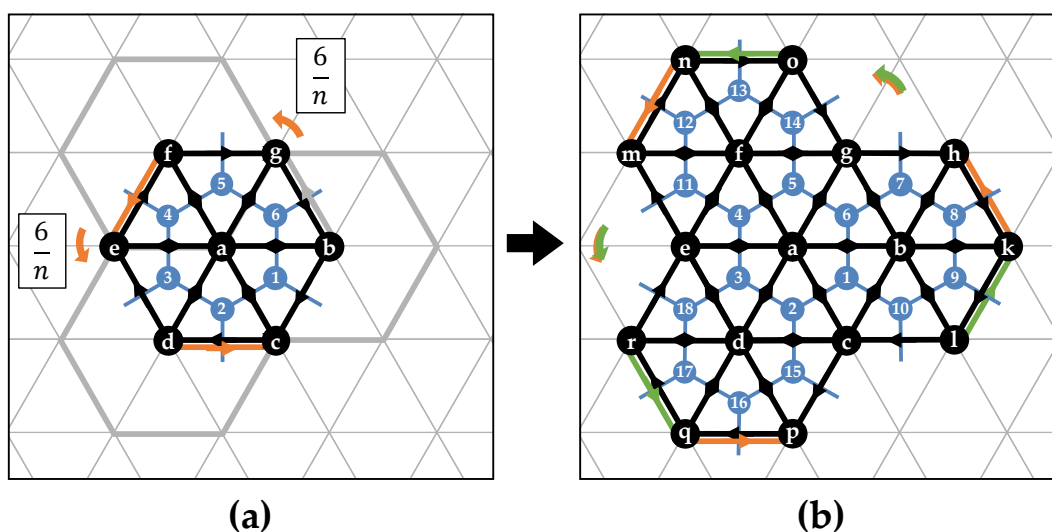 6
n
6
n
f g
4 5 6
e a b
3 2 1
d c
(a)
n o
13
12 14
m f g h
11 4 5 6 7 8
e a b k
18 3 2 1 10 9
r d c l
17 16 15
q p
(b)